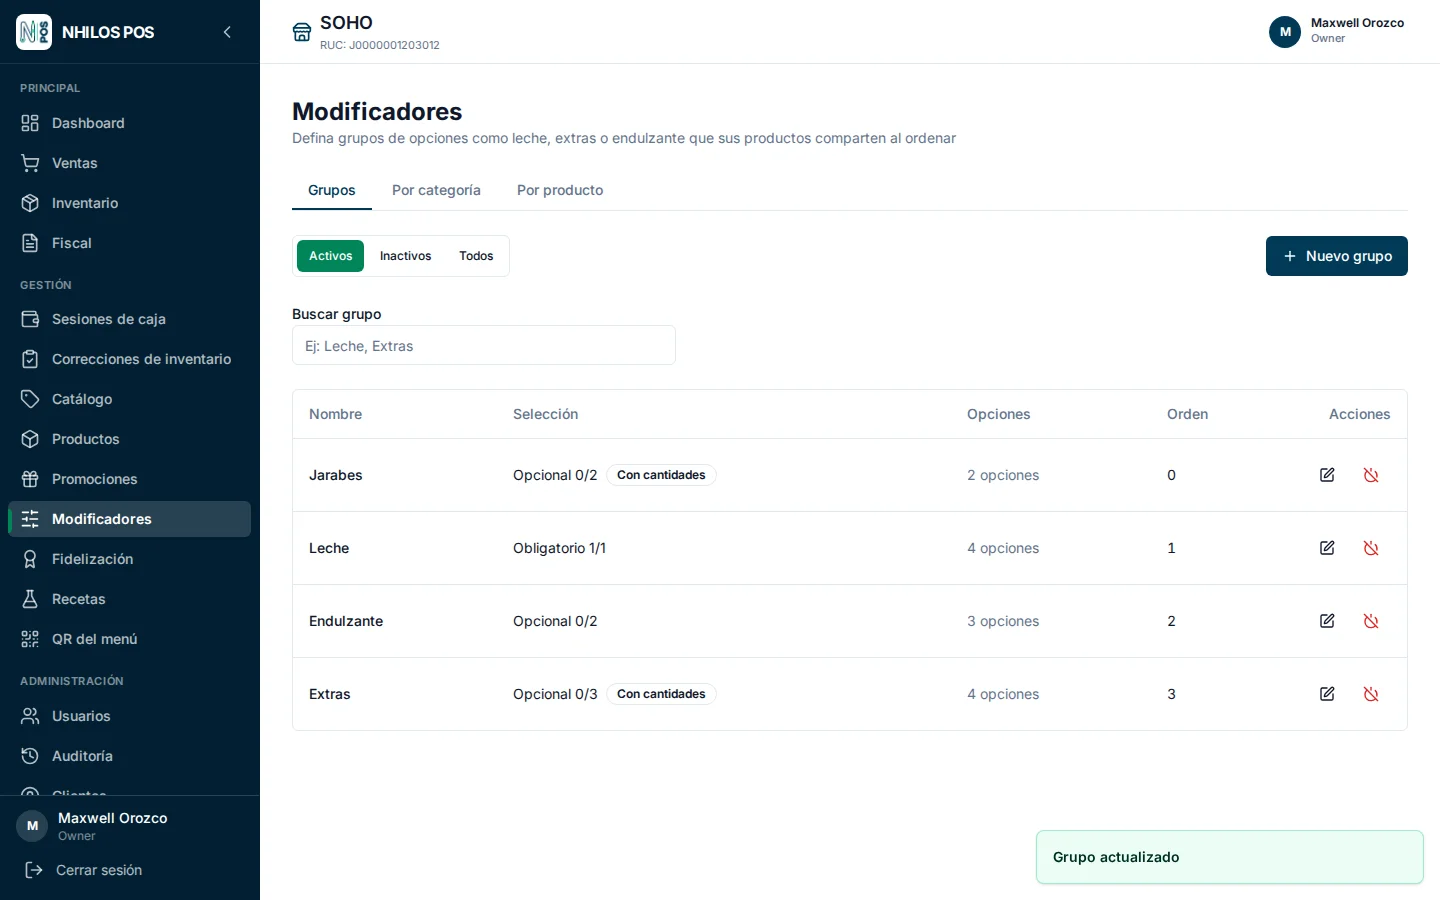 NHILOS POS
PRINCIPAL
Dashboard
Ventas
Inventario
Fiscal
GESTIÓN
Sesiones de caja
Correcciones de inventario
Catálogo
Productos
Promociones
Modificadores
Fidelización
Recetas
QR del menú
ADMINISTRACIÓN
Usuarios
Auditoría
Clientes
M
Maxwell Orozco
Owner
Cerrar sesión
SOHO
RUC: J0000001203012
M
Maxwell Orozco
Owner
Modificadores
Defina grupos de opciones como leche, extras o endulzante que sus productos comparten al ordenar
Grupos Por categoría Por producto
Activos Inactivos Todos
+ Nuevo grupo
Buscar grupo
Ej: Leche, Extras
Nombre Selección Opciones Orden Acciones
Jarabes Opcional 0/2 Con cantidades 2 opciones 0
Leche Obligatorio 1/1 4 opciones 1
Endulzante Opcional 0/2 3 opciones 2
Extras Opcional 0/3 Con cantidades 4 opciones 3
Grupo actualizado